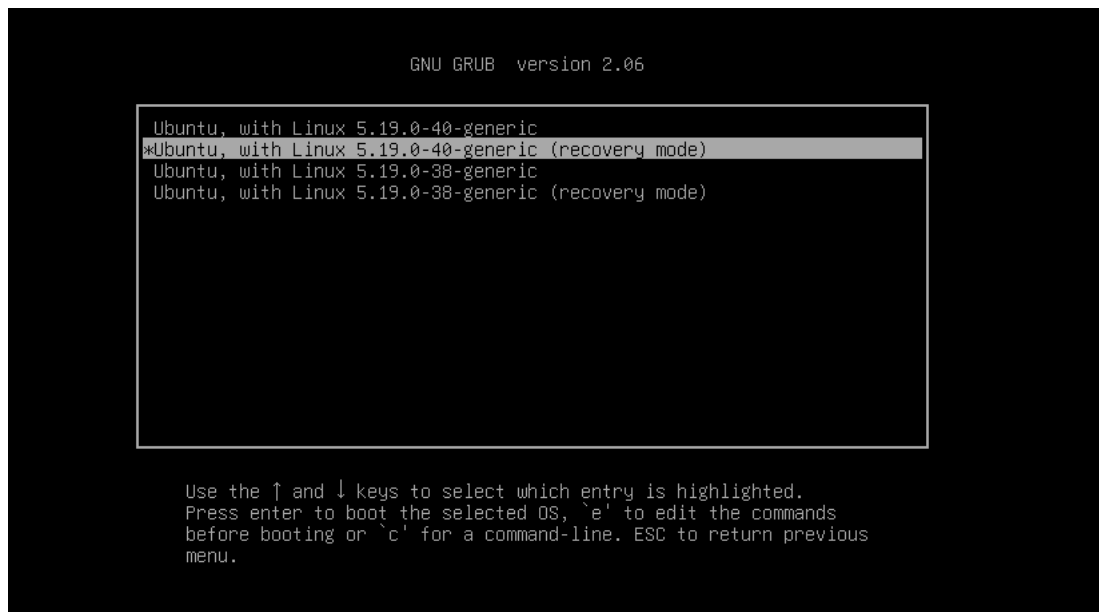 GNU GRUB  version 2.06
Ubuntu, with Linux 5.19.0-40-generic
*Ubuntu, with Linux 5.19.0-40-generic (recovery mode)
Ubuntu, with Linux 5.19.0-38-generic
Ubuntu, with Linux 5.19.0-38-generic (recovery mode)
Use the ↑ and ↓ keys to select which entry is highlighted.
Press enter to boot the selected OS, `e' to edit the commands
before booting or `c' for a command-line. ESC to return previous
menu.